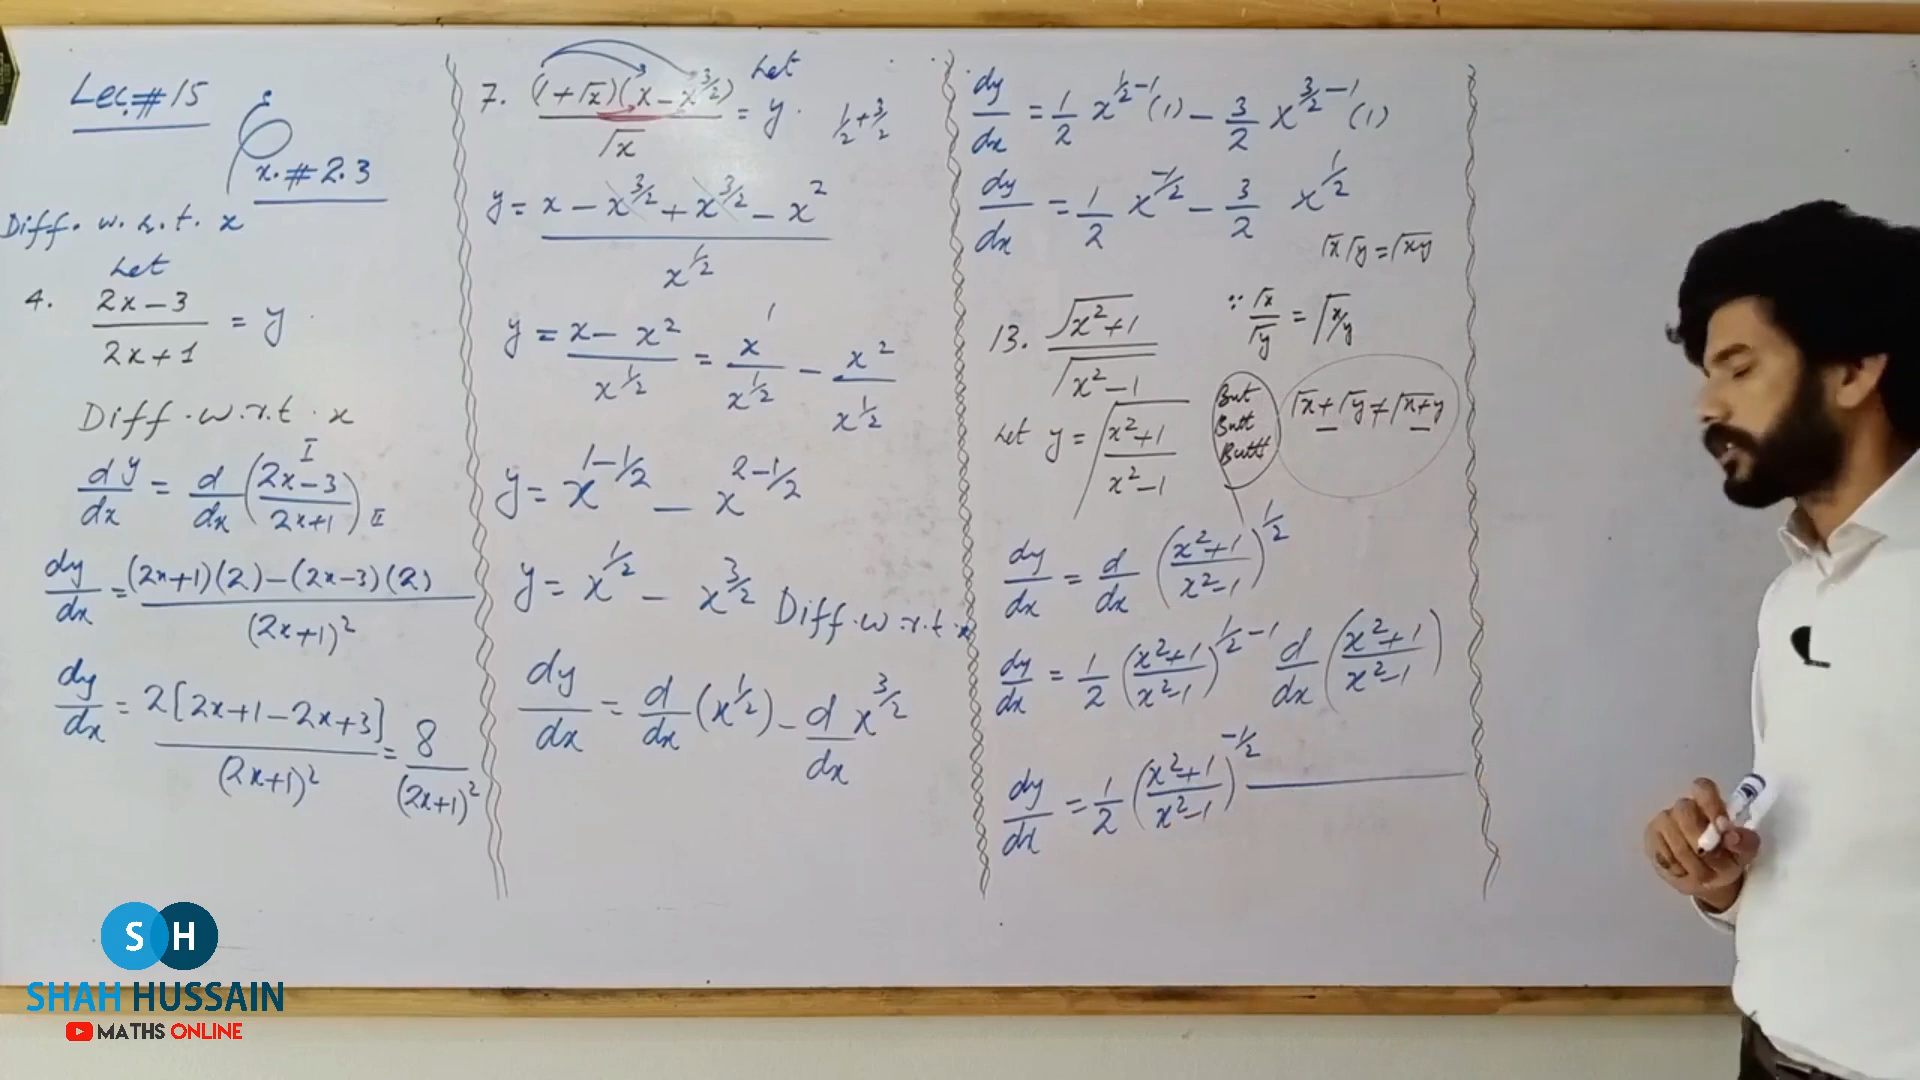 Lec.#15
Ex.#2.3
Diff. w.r.t. x
Let
4. (2x-3)/(2x+1) = y
Diff.w.r.t.x
dy/dx = d/dx ((2x-3)/(2x+1)) I II
dy/dx = ((2x+1)(2)-(2x-3)(2))/(2x+1)²
dy/dx = 2[2x+1-2x+3]/(2x+1)² = 8/(2x+1)²
Let
7. (1+√x)(x-x^3/2)/√x = y. 1/2+3/2
y = (x-x^3/2+x^3/2-x²)/x^1/2
y = (x-x²)/x^1/2 = x^1/x^1/2 - x²/x^1/2
y = x^1-1/2 - x^2-1/2
y = x^1/2 - x^3/2 Diff.w.r.t.x
dy/dx = d/dx (x^1/2) - d/dx x^3/2
dy/dx = 1/2 x^1/2-1 (1) - 3/2 x^3/2-1 (1)
dy/dx = 1/2 x^-1/2 - 3/2 x^1/2
√x√y=√xy
13. √(x²+1)/√(x²-1) ∵ √x/√y = √(x/y)
But
Butt
Butts
√x+√y≠√x+y
Let y = √((x²+1)/(x²-1))
dy/dx = d/dx ((x²+1)/(x²-1))^1/2
dy/dx = 1/2 ((x²+1)/(x²-1))^1/2-1 d/dx ((x²+1)/(x²-1))
dy/dx = 1/2 ((x²+1)/(x²-1))^-1/2
SH
SHAH HUSSAIN
MATHS ONLINE